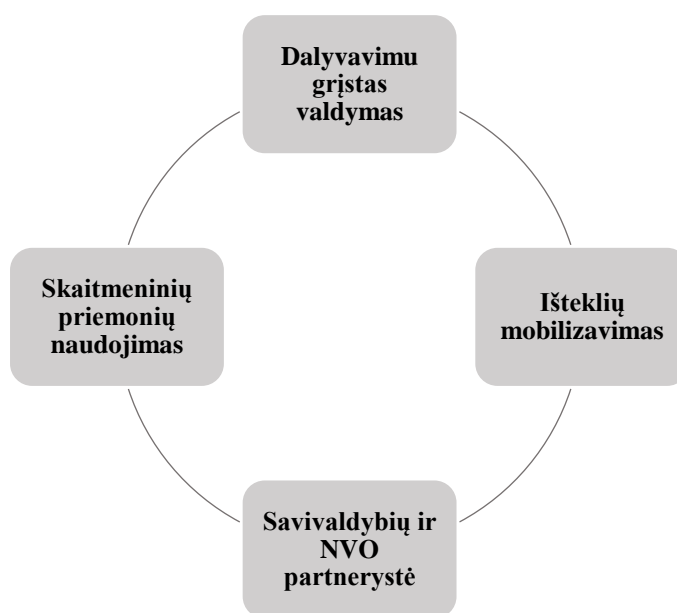 Dalyvavimu
grįstas
valdymas
Skaitmeninių
priemonių
naudojimas
Išteklių
mobilizavimas
Savivaldybių ir
NVO
partnerystė